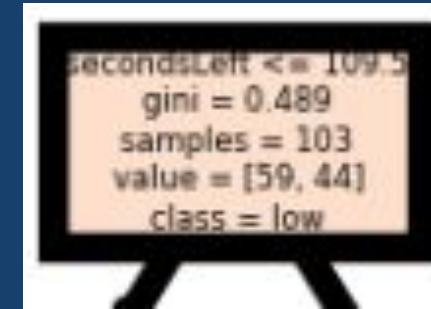 secondsLeft <= 109.5
gini = 0.489
samples = 103
value = [59, 44]
class = low